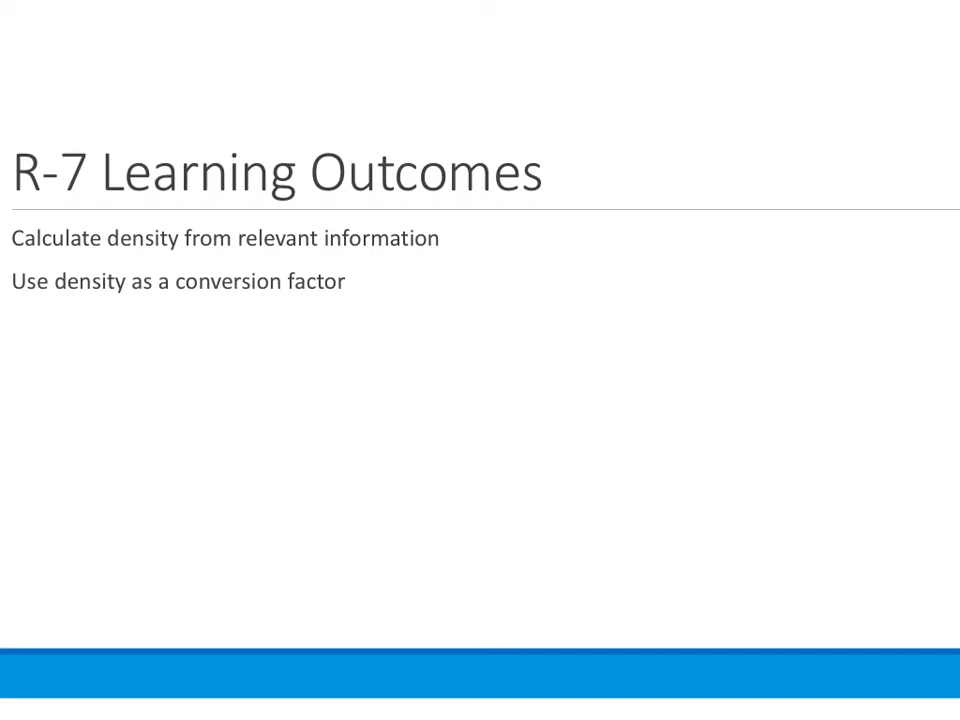 R-7 Learning Outcomes
Calculate density from relevant information
Use density as a conversion factor